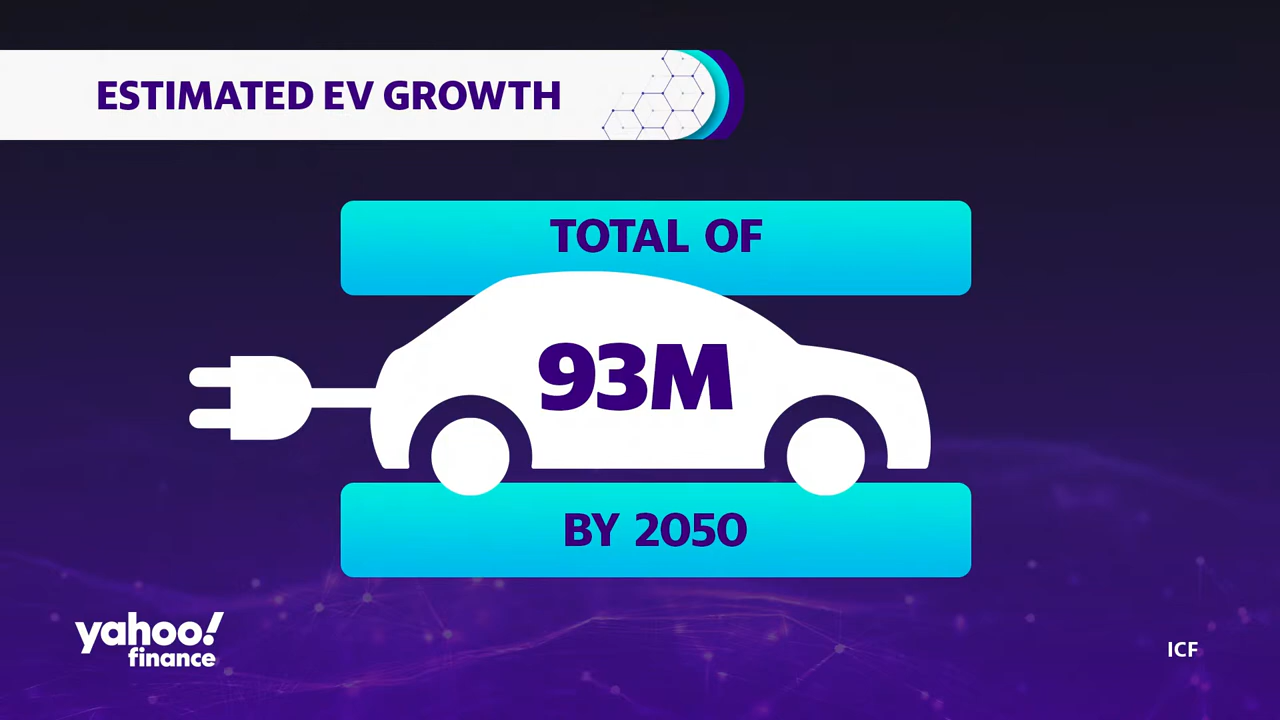 ESTIMATED EV GROWTH
TOTAL OF
93M
BY 2050
yahoo!
finance
ICF